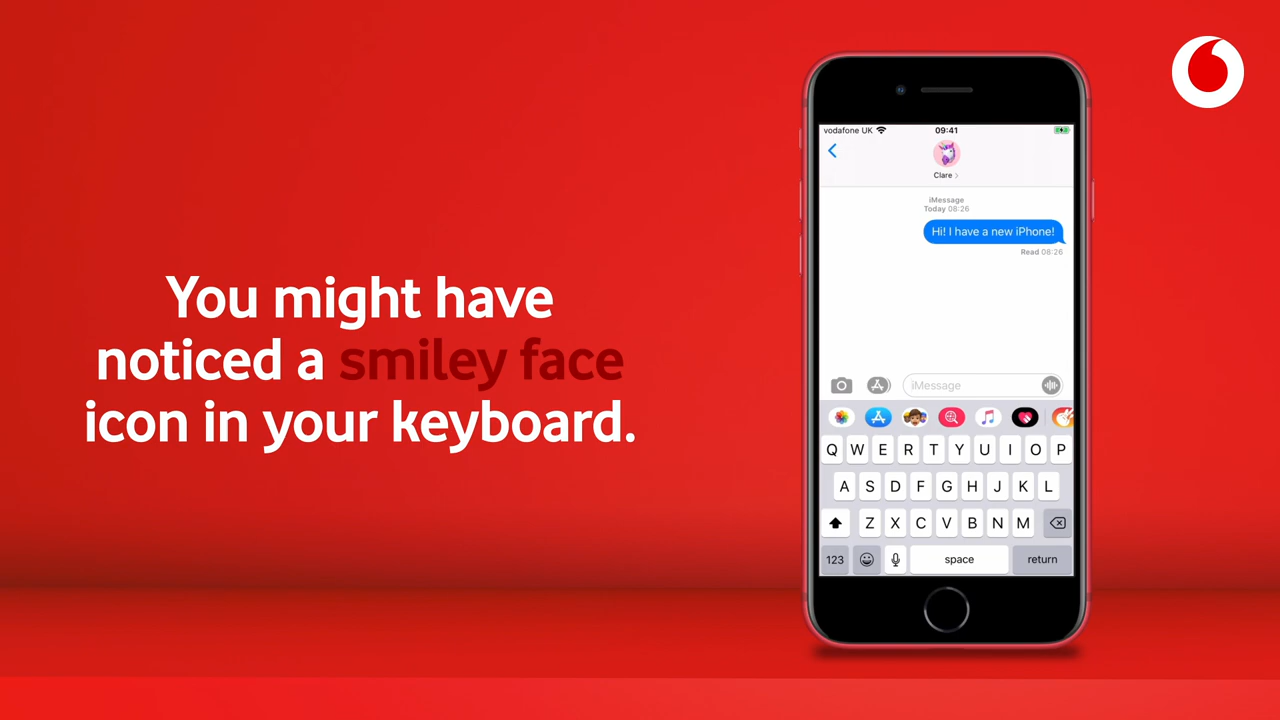 You might have
noticed a smiley face
icon in your keyboard.
vodafone UK 09:41
Clare
iMessage
Today 08:26
Hi! I have a new iPhone!
Read 08:26
iMessage
Q W E R T Y U I O P
A S D F G H J K L
Z X C V B N M
123 space return